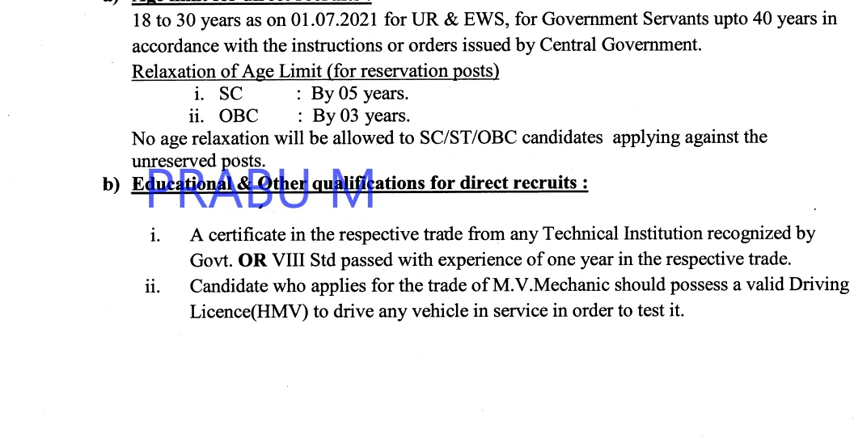 18 to 30 years as on 01.07.2021 for UR & EWS, for Government Servants upto 40 years in
accordance with the instructions or orders issued by Central Government.
Relaxation of Age Limit (for reservation posts)
i. SC : By 05 years.
ii. OBC : By 03 years.
No age relaxation will be allowed to SC/ST/OBC candidates applying against the
unreserved posts.
PRABU M
b) Educational & Other qualifications for direct recruits :
i. A certificate in the respective trade from any Technical Institution recognized by
Govt. OR VIII Std passed with experience of one year in the respective trade.
ii. Candidate who applies for the trade of M.V.Mechanic should possess a valid Driving
Licence(HMV) to drive any vehicle in service in order to test it.